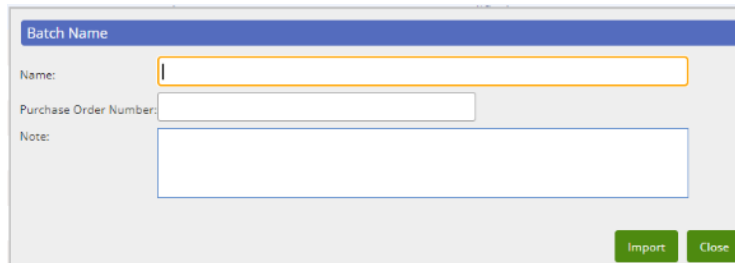 Batch Name
Name:
Purchase Order Number:
Note:
Import Close